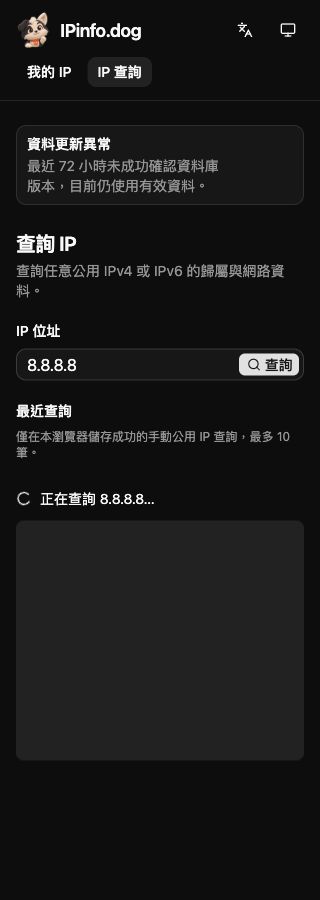 IPinfo.dog
我的 IP
IP 查詢
資料更新異常
最近 72 小時未成功確認資料庫
版本，目前仍使用有效資料。
查詢 IP
查詢任意公用 IPv4 或 IPv6 的歸屬與網路資
料。
IP 位址
8.8.8.8
查詢
最近查詢
僅在本瀏覽器儲存成功的手動公用 IP 查詢，最多 10
筆。
正在查詢 8.8.8.8...